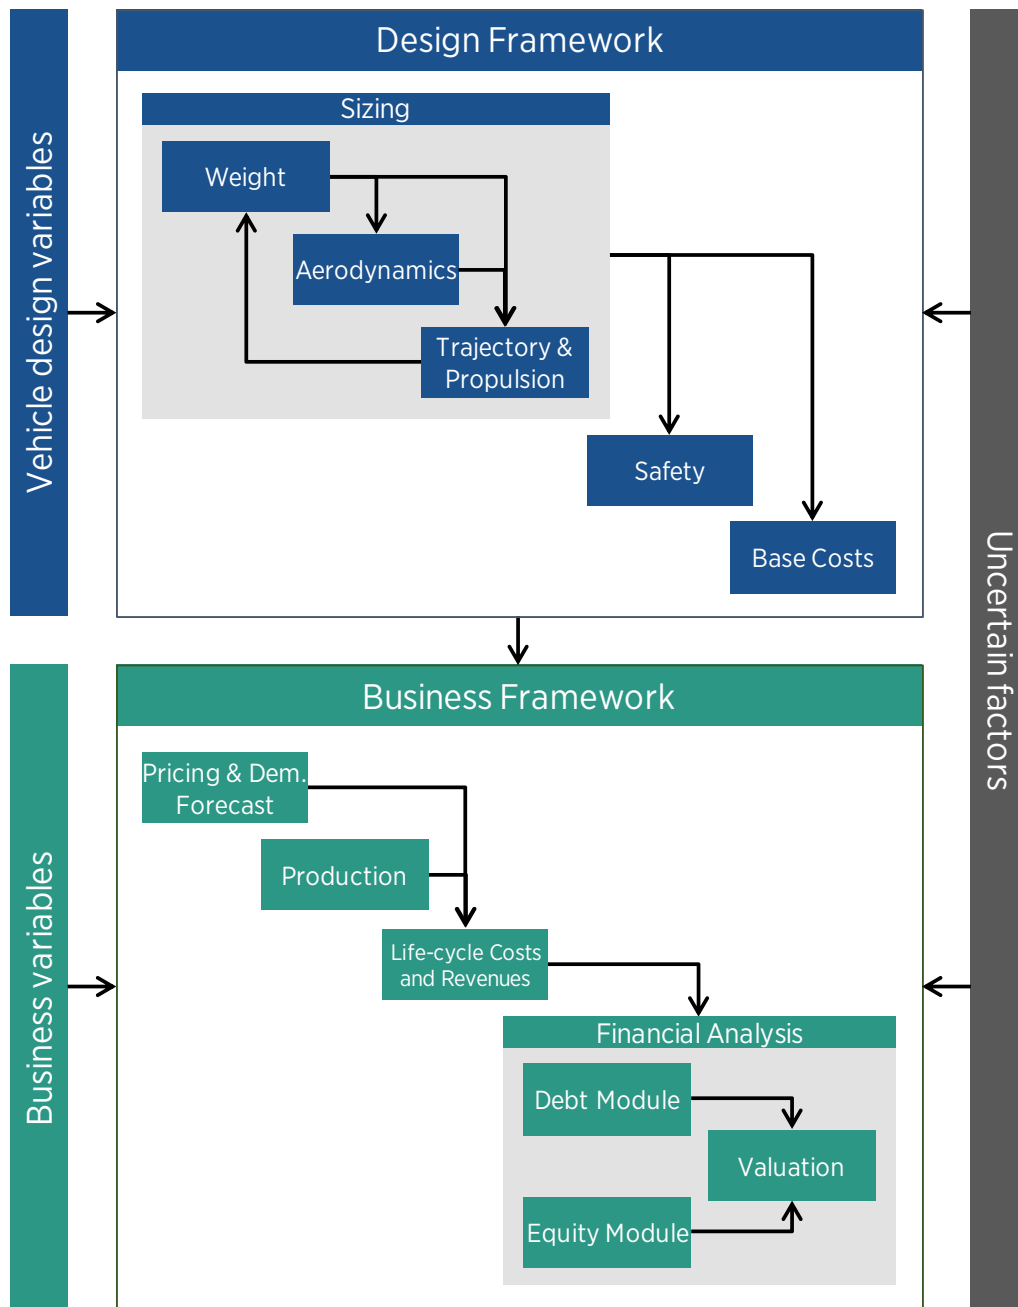 Design Framework
Vehicle design variables
Sizing
Weight
Aerodynamics
Trajectory &
Propulsion
Safety
Base Costs
Uncertain factors
Business Framework
Business variables
Pricing & Dem.
Forecast
Production
Life-cycle Costs
and Revenues
Financial Analysis
Debt Module
Valuation
Equity Module